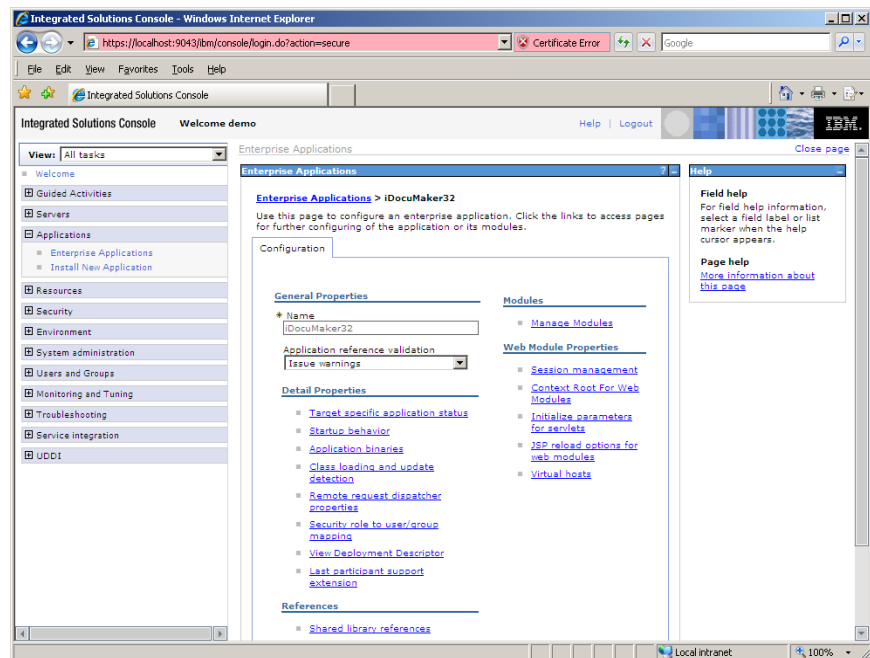 Integrated Solutions Console - Windows Internet Explorer
https://localhost:9043/ibm/console/login.do?action=secure
Certificate Error
Google
File Edit View Favorites Tools Help
Integrated Solutions Console
Integrated Solutions Console Welcome demo
Help | Logout
IBM.
View: All tasks
Welcome
Guided Activities
Servers
Applications
Enterprise Applications
Install New Application
Resources
Security
Environment
System administration
Users and Groups
Monitoring and Tuning
Troubleshooting
Service integration
UDDI
Enterprise Applications
Close page
Enterprise Applications ? -
Enterprise Applications > iDocuMaker32
Use this page to configure an enterprise application. Click the links to access pages
for further configuring of the application or its
modules.
Configuration
General Properties
* Name
iDocuMaker32
Application reference validation
Issue warnings
Detail Properties
Target specific application status
Startup behavior
Application binaries
Class loading and update
detection
Remote request dispatcher
properties
Security role to user/group
mapping
View Deployment Descriptor
Last participant support
extension
References
Shared library references
Modules
Manage Modules
Web Module Properties
Session management
Context Root For Web
Modules
Initialize parameters
for servlets
JSP reload options for
web modules
Virtual hosts
Help -
Field help
For field help information,
select a field label or list
marker when the help
cursor appears.
Page help
More information about
this page
Local intranet
100%